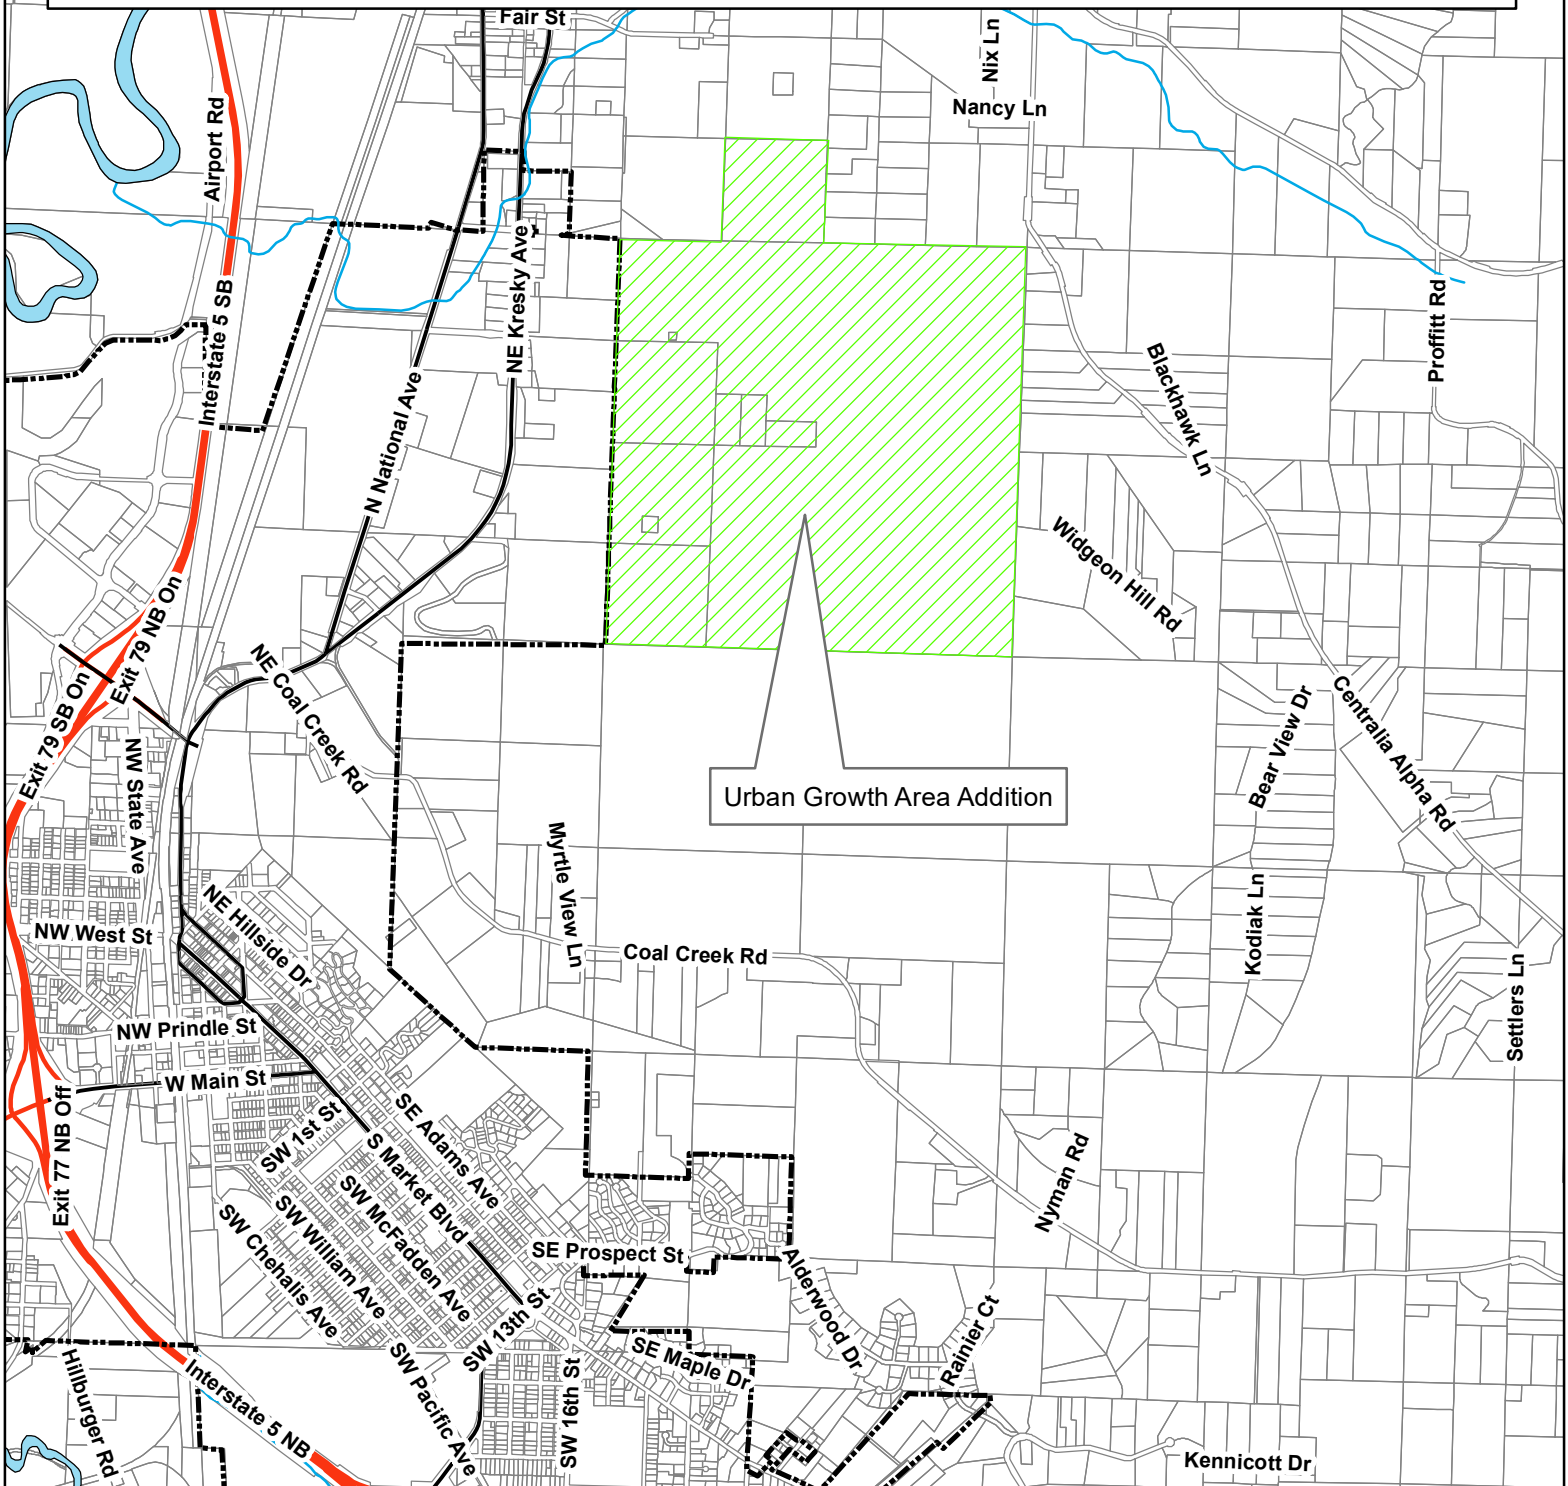 Fair St
Nix Ln
Nancy Ln
Airport Rd
NE Kresky Ave
Interstate 5 SB
Proffitt Rd
Blackhawk Ln
N National Ave
Widgeon Hill Rd
Exit 79 NB On
NE Coal Creek Rd
Exit 79 SB On
Centralia Alpha Rd
Bear View Dr
NW State Ave
Urban Growth Area Addition
Myrtle View Ln
NE Hillside Dr
Kodiak Ln
NW West St
Coal Creek Rd
Settlers Ln
NW Prindle St
W Main St
Exit 77 NB Off
SW 1st St
SE Adams Ave
S Market Blvd
Nyman Rd
SW McFadden Ave
SW William Ave
SW Chehalis Ave
SE Prospect St
Alderwood Dr
SW 13th St
Rainier Ct
SE Maple Dr
Hillburger Rd
Interstate 5 NB
SW Pacific Ave
SW 16th St
Kennicott Dr